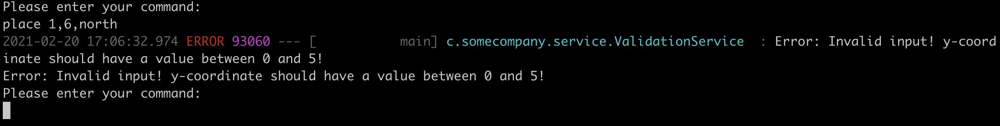 Please enter your command:
place 1,6,north
2021-02-20 17:06:32.974 ERROR 93060 --- [           main] c.somecompany.service.ValidationService  : Error: Invalid input! y-coord
inate should have a value between 0 and 5!
Error: Invalid input! y-coordinate should have a value between 0 and 5!
Please enter your command: